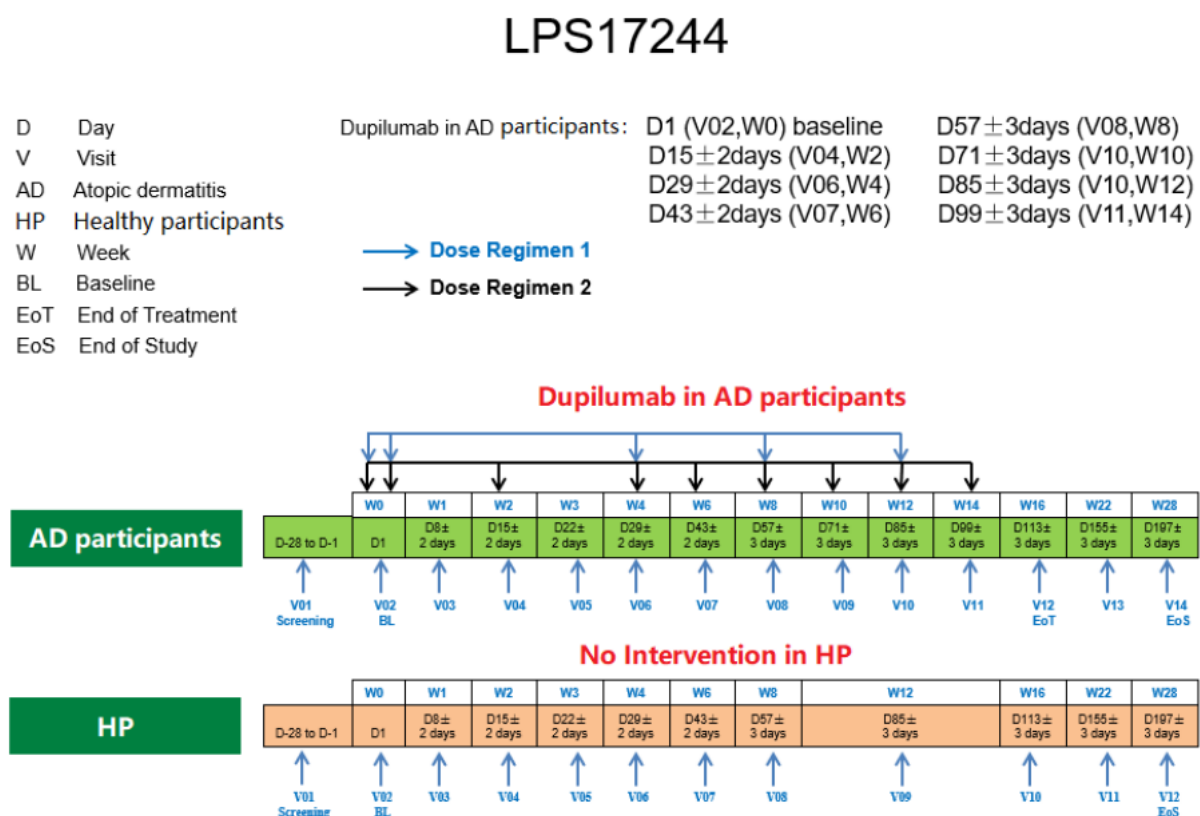 LPS17244
D Day
V Visit
AD Atopic dermatitis
HP Healthy participants
W Week
BL Baseline
EoT End of Treatment
EoS End of Study
Dupilumab in AD participants: D1 (V02,W0) baseline D57±3days (V08,W8)
D15±2days (V04,W2) D71±3days (V10,W10)
D29±2days (V06,W4) D85±3days (V10,W12)
D43±2days (V07,W6) D99±3days (V11,W14)
Dose Regimen 1
Dose Regimen 2
Dupilumab in AD participants
W0 W1 W2 W3 W4 W6 W8 W10 W12 W14 W16 W22 W28
AD participants
D-28 to D-1 D1 D8± D15± D22± D29± D43± D57± D71± D85± D99± D113± D155± D197±
2 days 2 days 2 days 2 days 2 days 3 days 3 days 3 days 3 days 3 days 3 days 3 days
V01 V02 V03 V04 V05 V06 V07 V08 V09 V10 V11 V12 V13 V14
Screening BL EoT EoS
No Intervention in HP
W0 W1 W2 W3 W4 W6 W8 W12 W16 W22 W28
HP
D-28 to D-1 D1 D8± D15± D22± D29± D43± D57± D85± D113± D155± D197±
2 days 2 days 2 days 2 days 2 days 3 days 3 days 3 days 3 days 3 days
V01 V02 V03 V04 V05 V06 V07 V08 V09 V10 V11 V12
Screening BL EoS